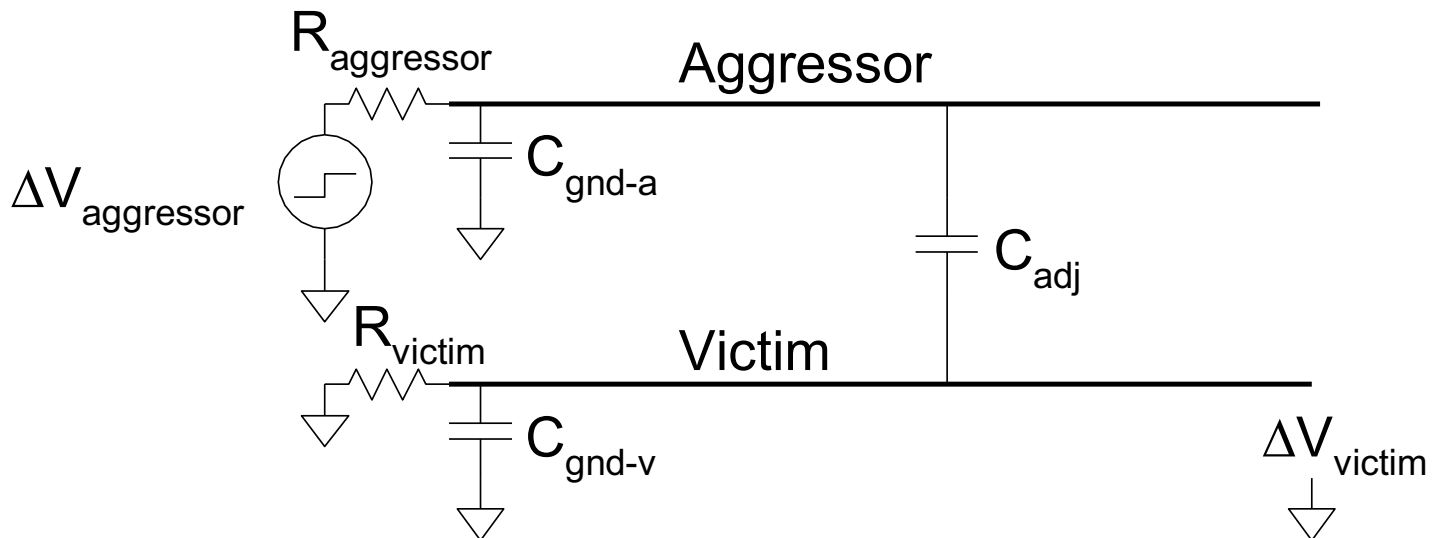 R_aggressor
Aggressor
C_gnd-a
ΔV_aggressor
C_adj
R_victim
Victim
C_gnd-v
ΔV_victim